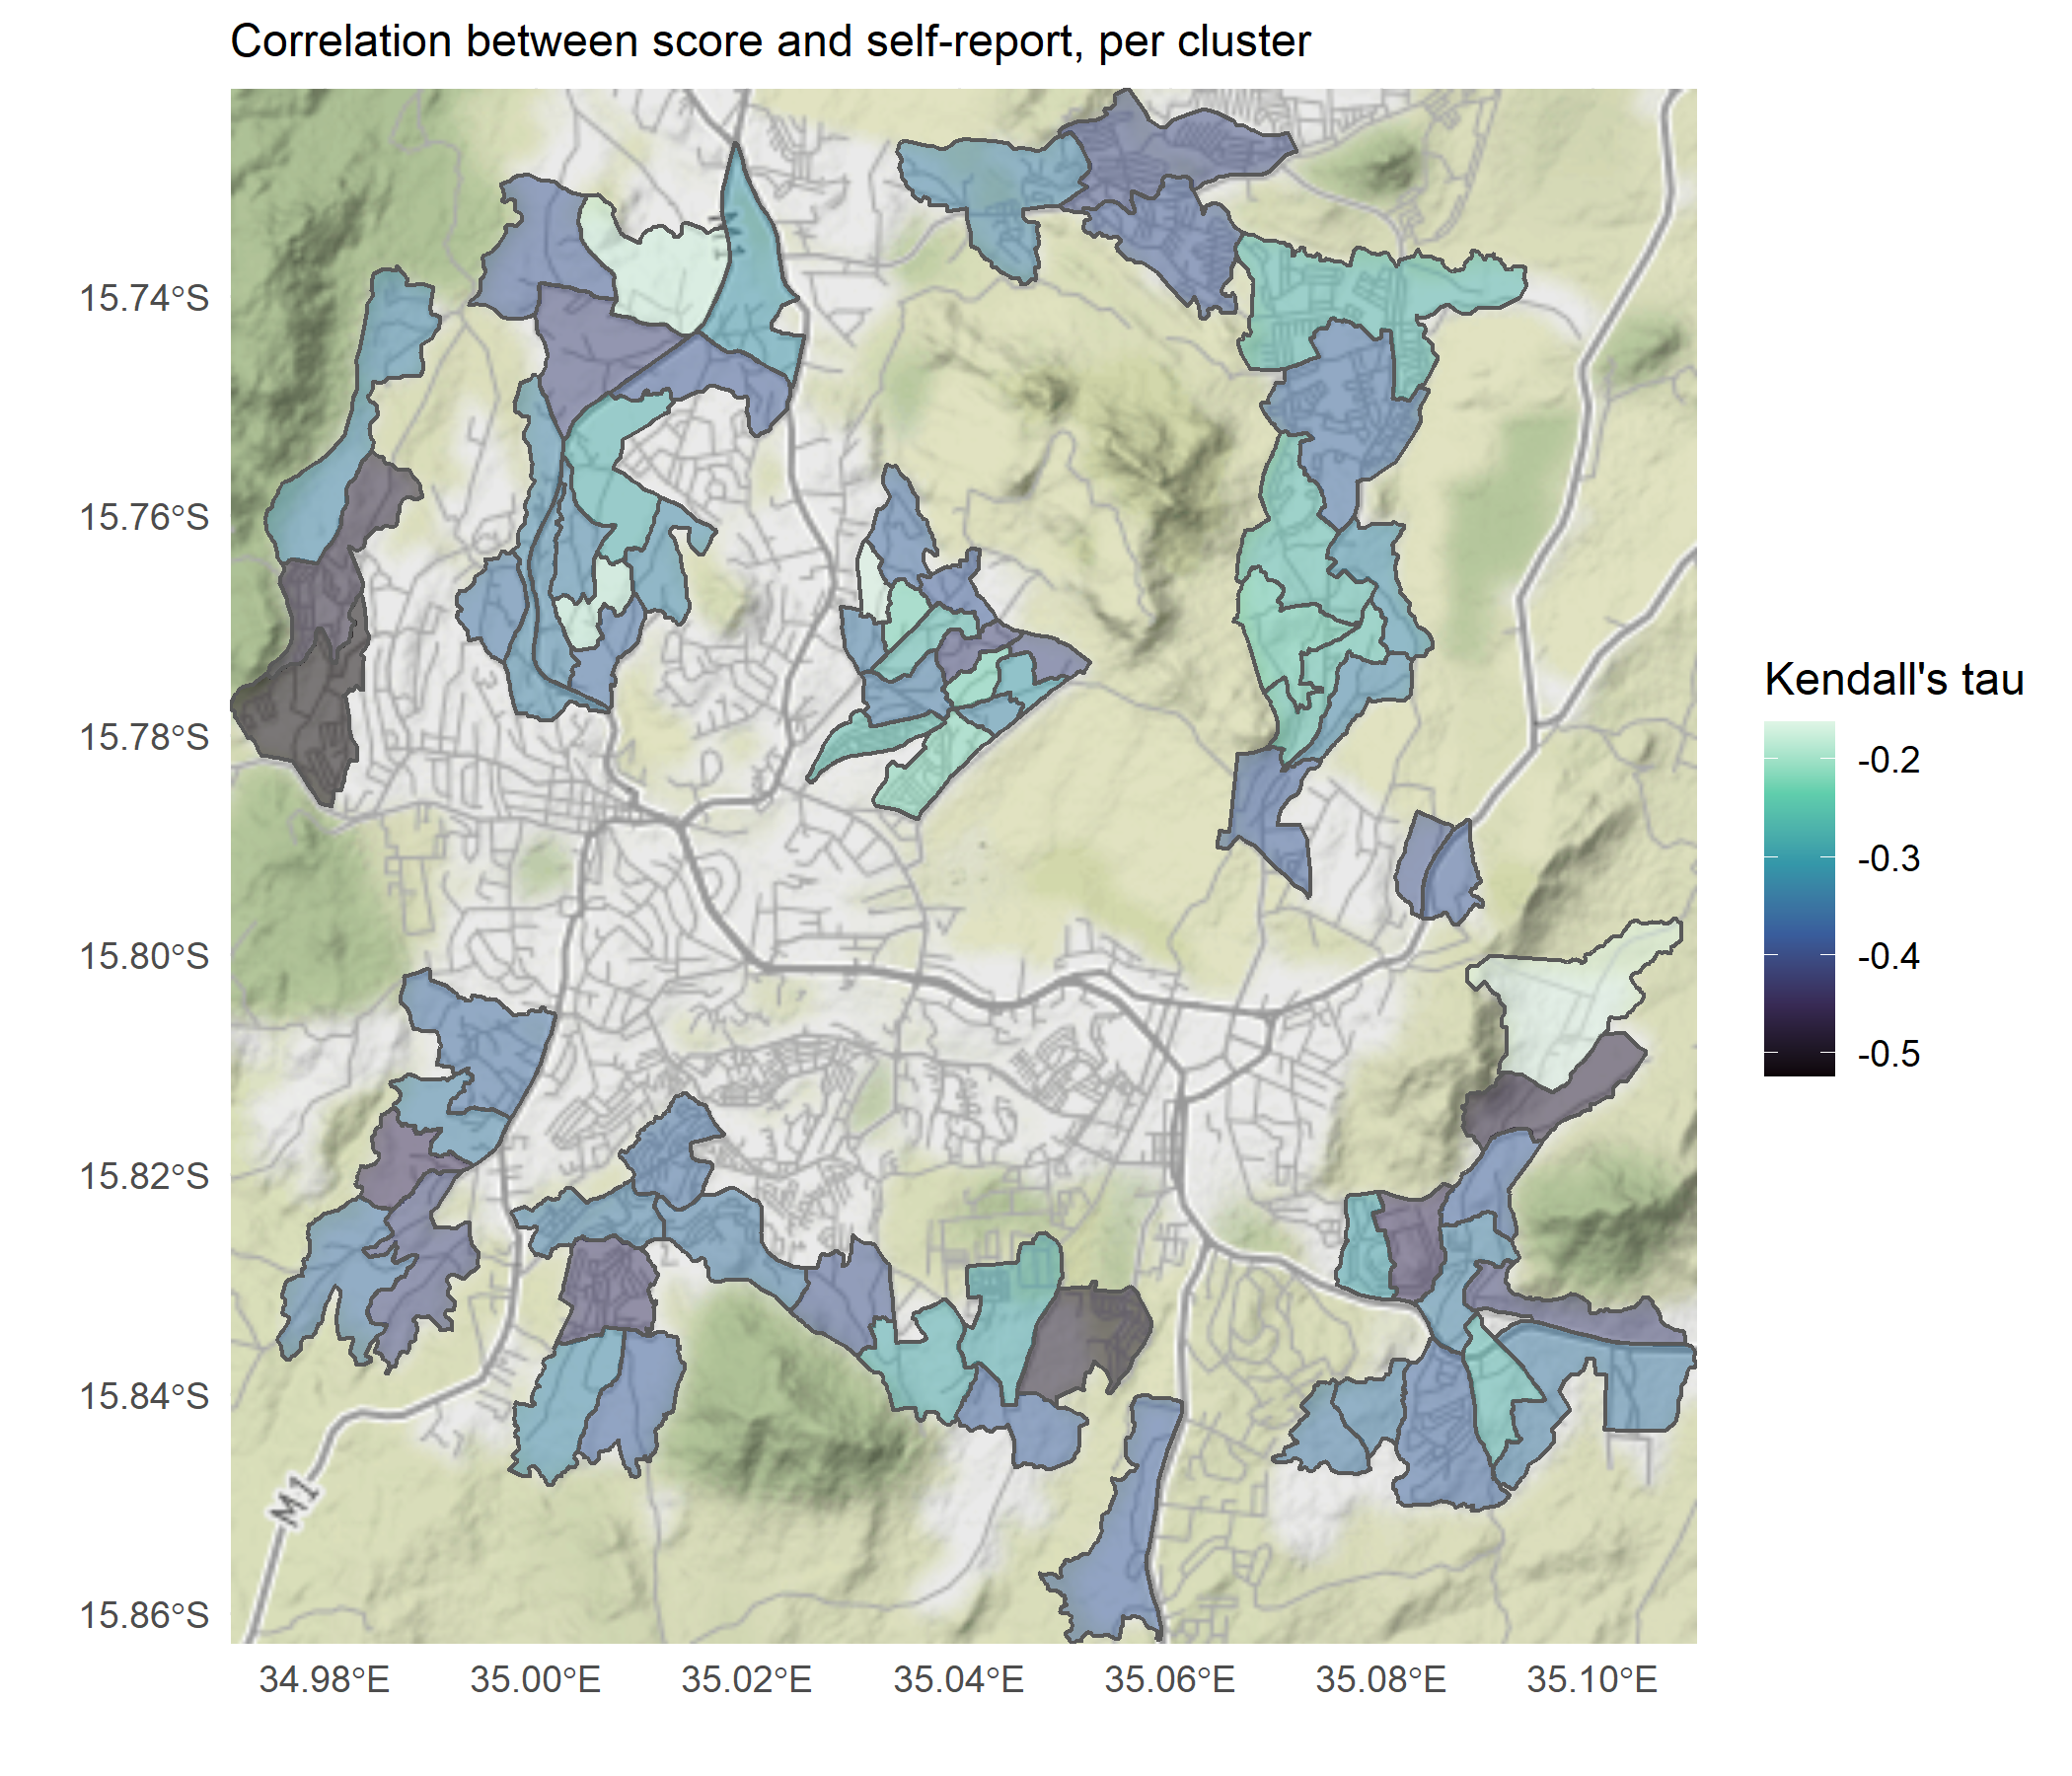 Correlation between score and self-report, per cluster
15.74°S
15.76°S
15.78°S
15.80°S
15.82°S
15.84°S
15.86°S
34.98°E
35.00°E
35.02°E
35.04°E
35.06°E
35.08°E
35.10°E
M1
M1
Kendall's tau
-0.2
-0.3
-0.4
-0.5